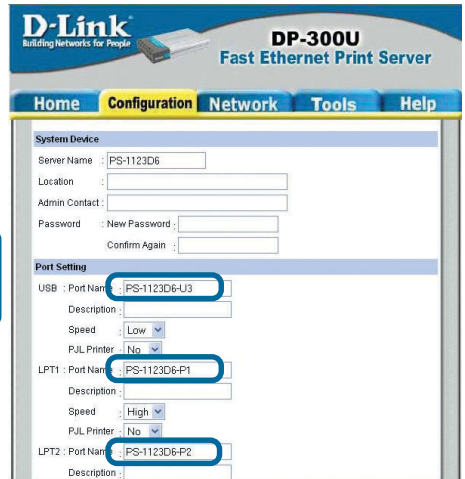 D-Link
Building Networks for People
DP-300U
Fast Ethernet Print Server
Home Configuration Network Tools Help
System Device
Server Name : PS-1123D6
Location :
Admin Contact :
Password : New Password :
Confirm Again :
Port Setting
USB : Port Name : PS-1123D6-U3
Description :
Speed : Low
PJL Printer : No
LPT1 : Port Name : PS-1123D6-P1
Description :
Speed : High
PJL Printer : No
LPT2 : Port Name : PS-1123D6-P2
Description :